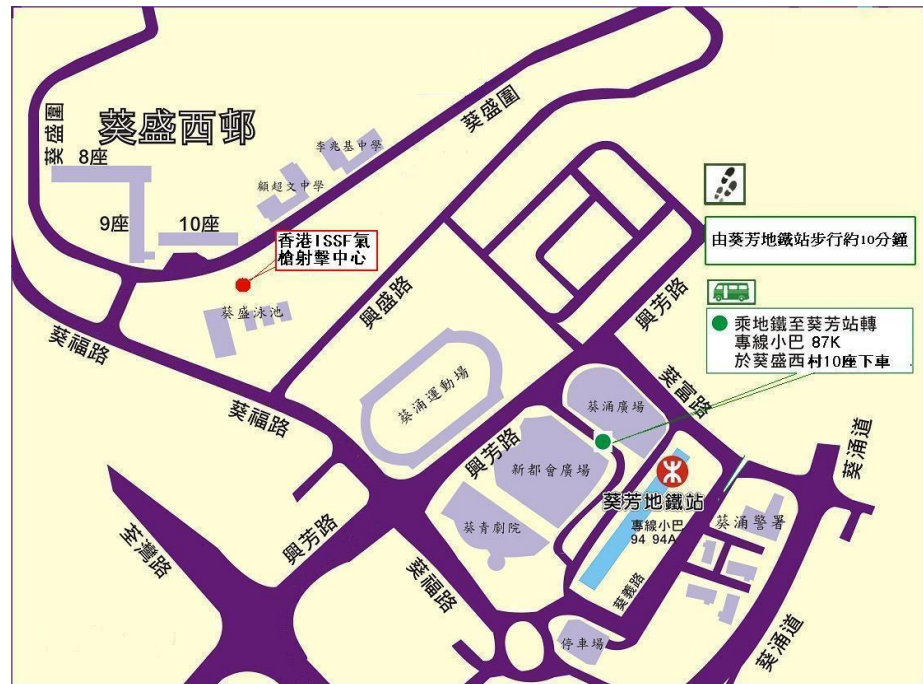 葵盛圍
葵盛西邨
8座
9座
10座
李兆基中學
顧超文中學
葵盛圍
香港ISSF氣
槍射擊中心
葵盛泳池
興盛路
葵福路
葵福路
葵涌運動場
由葵芳地鐵站步行約10分鐘
興芳路
乘地鐵至葵芳站轉
專線小巴 87K
於葵盛西村10座下車
葵涌廣場
葵富路
葵涌道
興芳路
新都會廣場
葵芳地鐵站
專線小巴
94 94A
葵涌警署
葵青劇院
荃灣路
興芳路
葵福路
葵義路
停車場
葵涌道